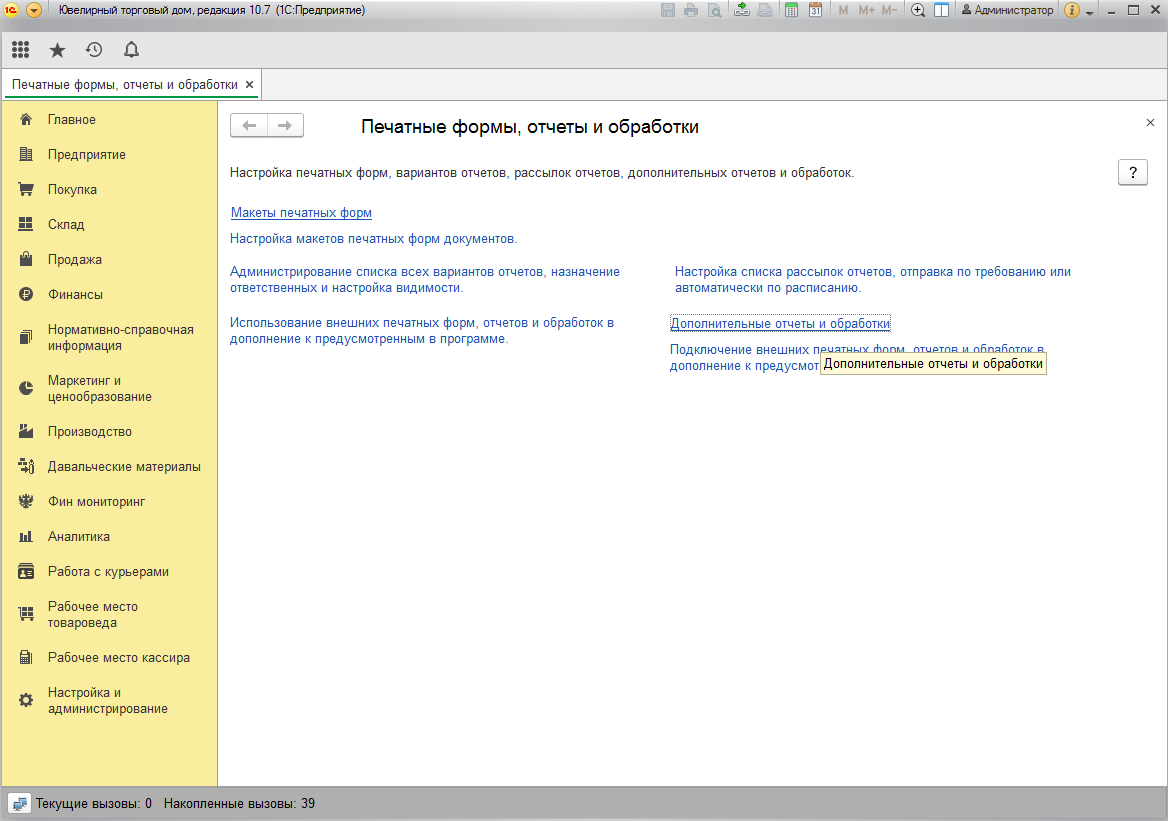 Ювелирный торговый дом, редакция 10.7 (1С:Предприятие)
31
M M+ M-
Администратор
Печатные формы, отчеты и обработки
Главное
Предприятие
Покупка
Склад
Продажа
Финансы
Нормативно-справочная
информация
Маркетинг и
ценообразование
Производство
Давальческие материалы
Фин мониторинг
Аналитика
Работа с курьерами
Рабочее место
товароведа
Рабочее место кассира
Настройка и
администрирование
Печатные формы, отчеты и обработки
Настройка печатных форм, вариантов отчетов, рассылок отчетов, дополнительных отчетов и обработок.
?
Макеты печатных форм
Настройка макетов печатных форм документов.
Администрирование списка всех вариантов отчетов, назначение
ответственных и настройка видимости.
Настройка списка рассылок отчетов, отправка по требованию или
автоматически по расписанию.
Использование внешних печатных форм, отчетов и обработок в
дополнение к предусмотренным в программе.
Дополнительные отчеты и обработки
Подключение внешних печатных форм, отчетов и обработок в
дополнение к предусмот
Дополнительные отчеты и обработки
Текущие вызовы: 0 Накопленные вызовы: 39